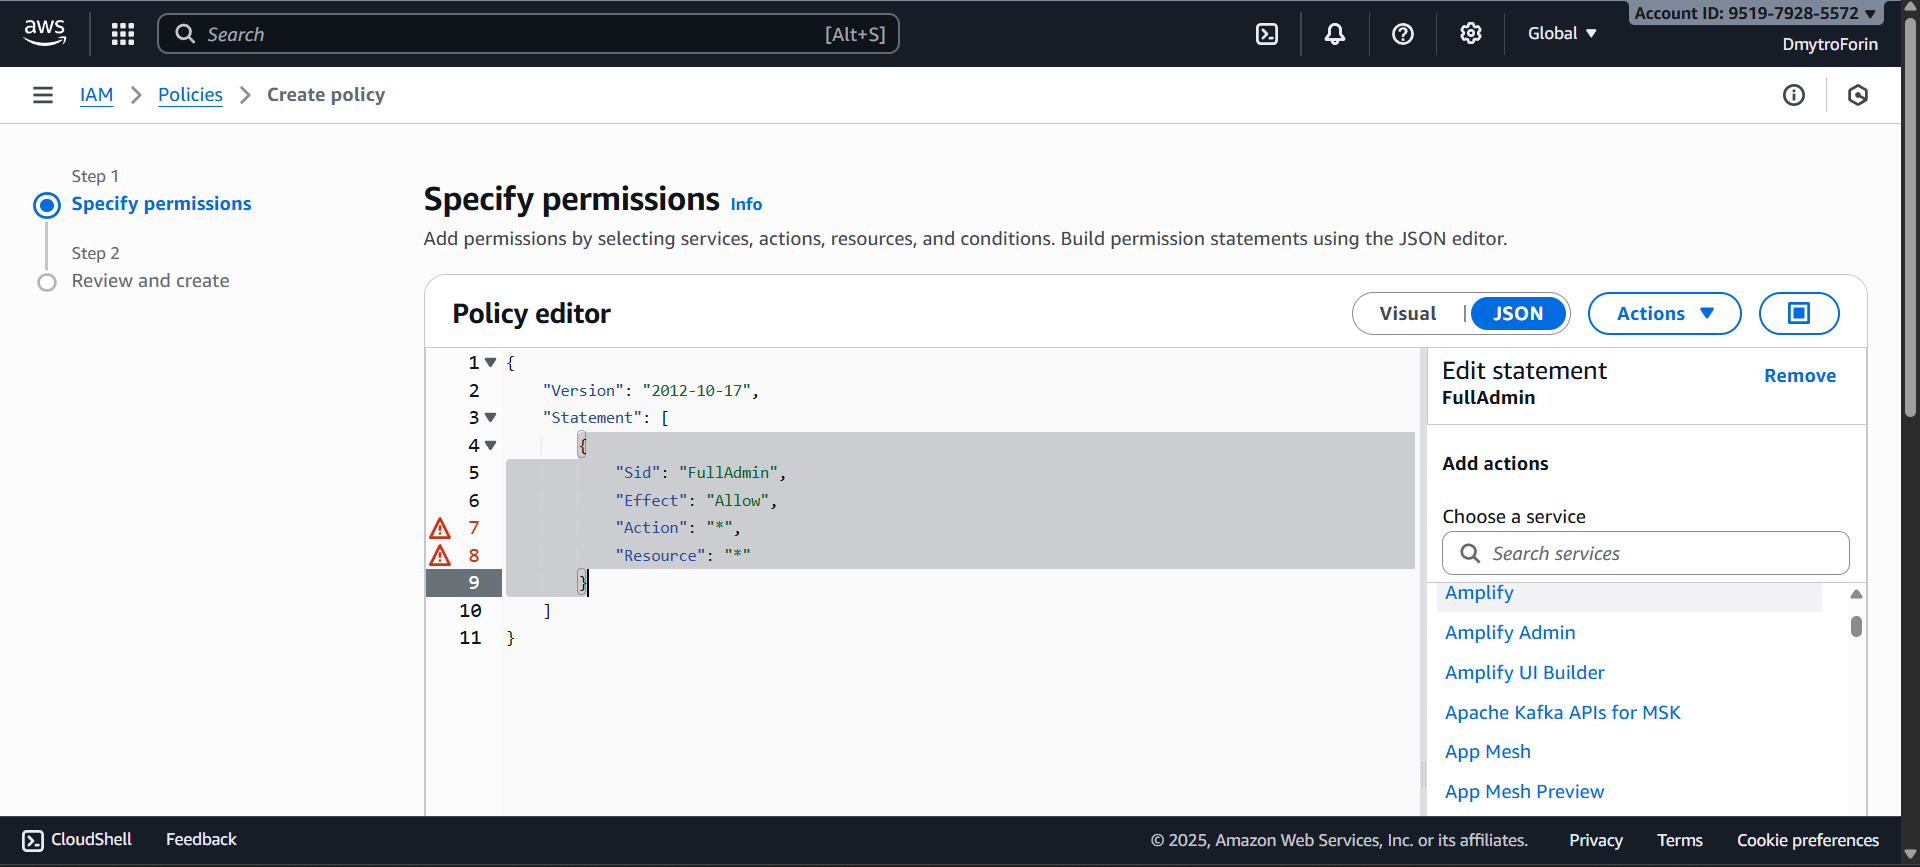 aws
Search [Alt+S]
Global
Account ID: 9519-7928-5572
DmytroForin
IAM
Policies
Create policy
Step 1
Specify permissions
Step 2
Review and create
Specify permissions Info
Add permissions by selecting services, actions, resources, and conditions. Build permission statements using the JSON editor.
Policy editor
Visual
JSON
Actions
1 {
2 "Version": "2012-10-17",
3 "Statement": [
4 {
5 "Sid": "FullAdmin",
6 "Effect": "Allow",
7 "Action": "*",
8 "Resource": "*"
9 }
10 ]
11 }
Edit statement
FullAdmin
Remove
Add actions
Choose a service
Search services
Amplify
Amplify Admin
Amplify UI Builder
Apache Kafka APIs for MSK
App Mesh
App Mesh Preview
CloudShell
Feedback
© 2025, Amazon Web Services, Inc. or its affiliates.
Privacy
Terms
Cookie preferences